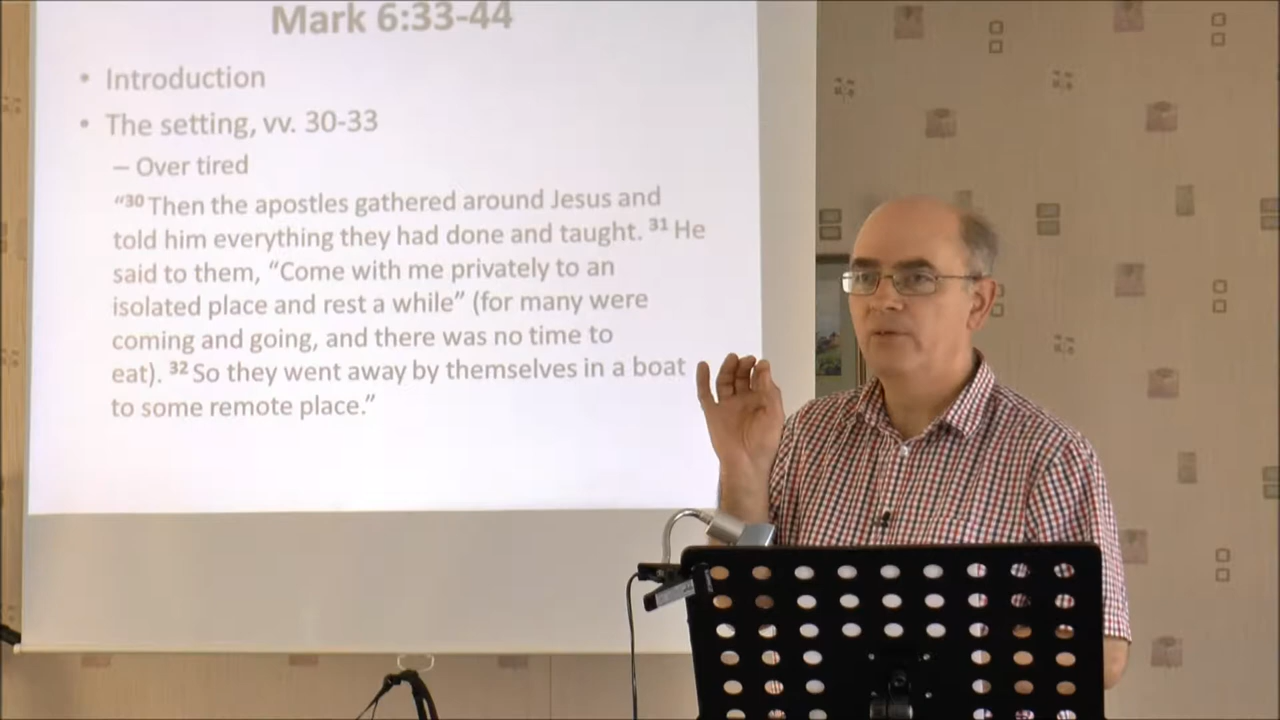 Mark 6:33-44
• Introduction
• The setting, vv. 30-33
– Over tired
“30 Then the apostles gathered around Jesus and
told him everything they had done and taught. 31 He
said to them, “Come with me privately to an
isolated place and rest a while” (for many were
coming and going, and there was no time to
eat). 32 So they went away by themselves in a boat
to some remote place.”